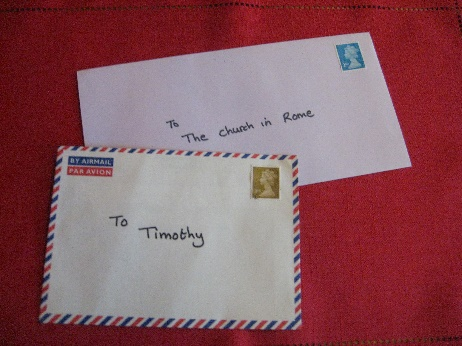 To
The church in Rome
BY AIRMAIL
PAR AVION
To
Timothy